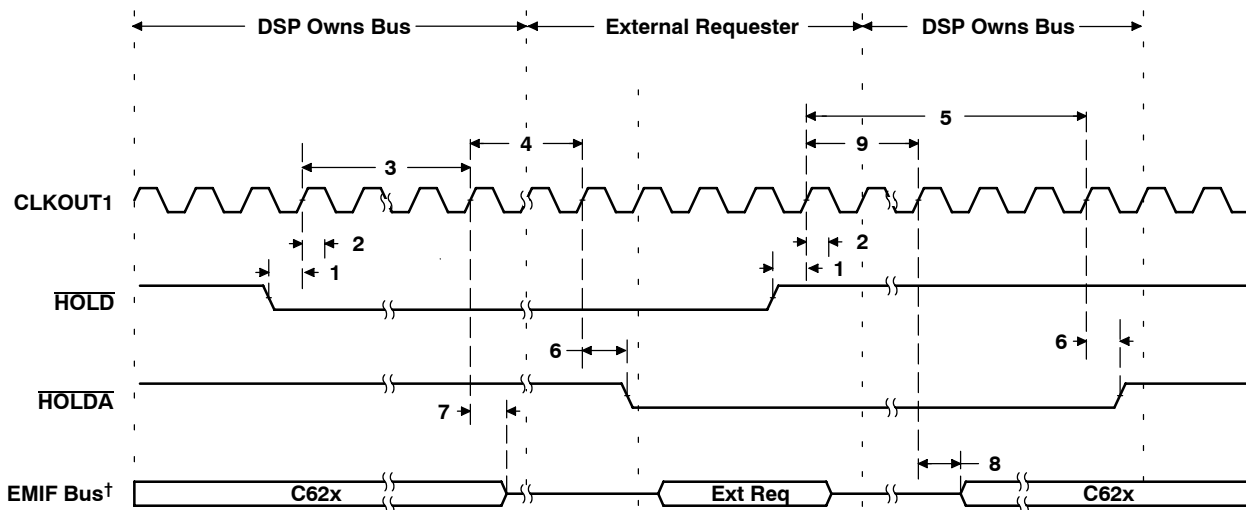 DSP Owns Bus External Requester DSP Owns Bus
5
4 9
3
CLKOUT1
2 2
1 1
HOLD
6 6
HOLDA
7
8
EMIF Bus† C62x Ext Req C62x